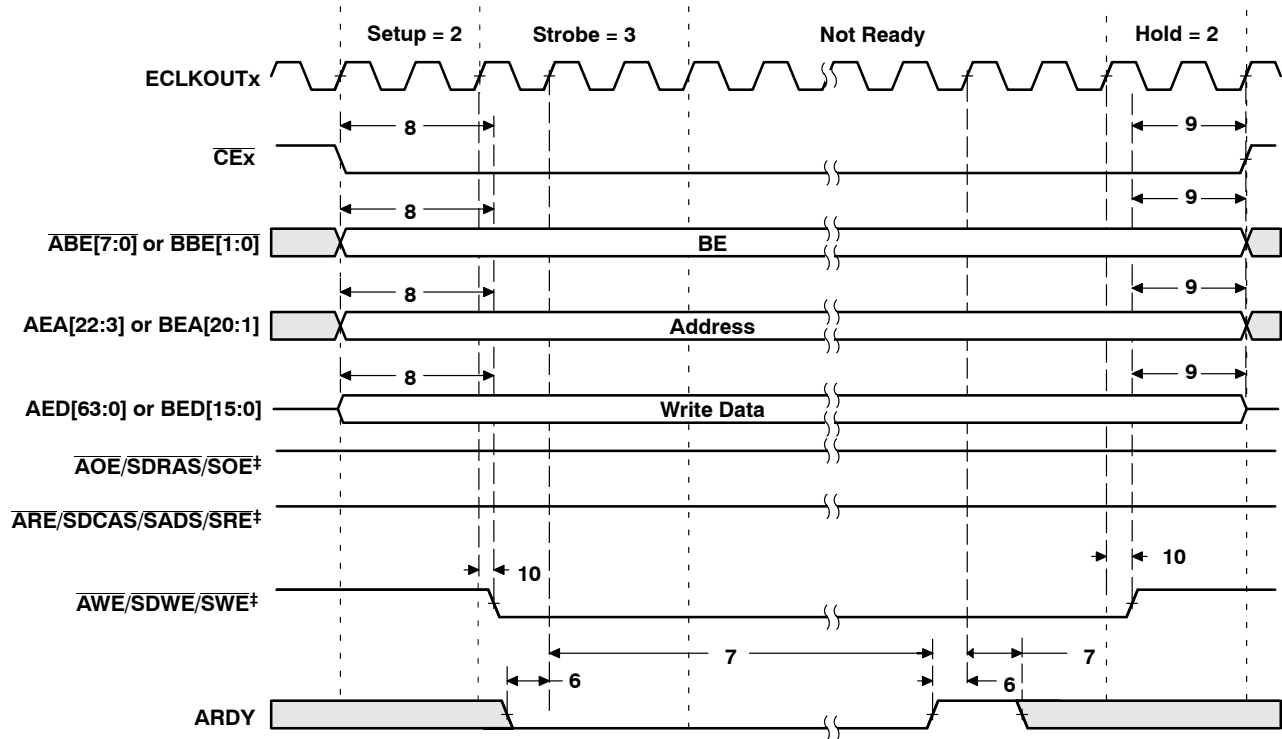 Setup = 2 Strobe = 3 Not Ready Hold = 2
ECLKOUTx
8 9
CEx
8 9
ABE[7:0] or BBE[1:0] BE
8 9
AEA[22:3] or BEA[20:1] Address
8 9
AED[63:0] or BED[15:0] Write Data
AOE/SDRAS/SOE‡
ARE/SDCAS/SADS/SRE‡
10 10
AWE/SDWE/SWE‡
7 7
6 6
ARDY